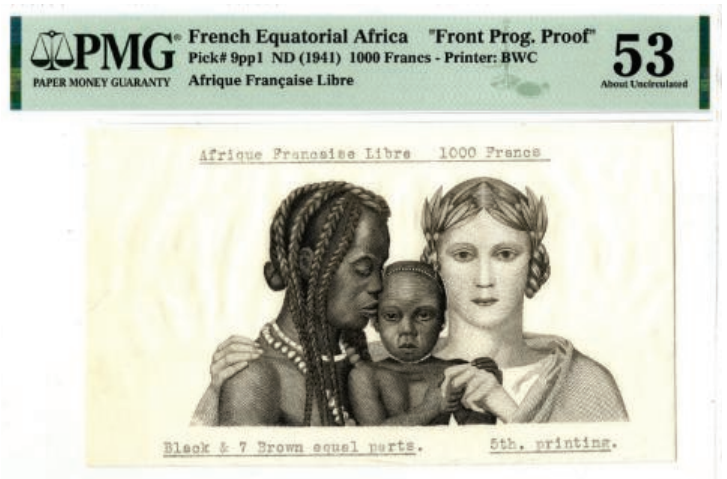 PMG French Equatorial Africa "Front Prog. Proof" 53
Pick# 9pp1 ND (1941) 1000 Francs - Printer: BWC
PAPER MONEY GUARANTY Afrique Française Libre About Uncirculated
Afrique Francaise Libre 1000 Francs
Black & 7 Brown equal parts. 5th. printing.